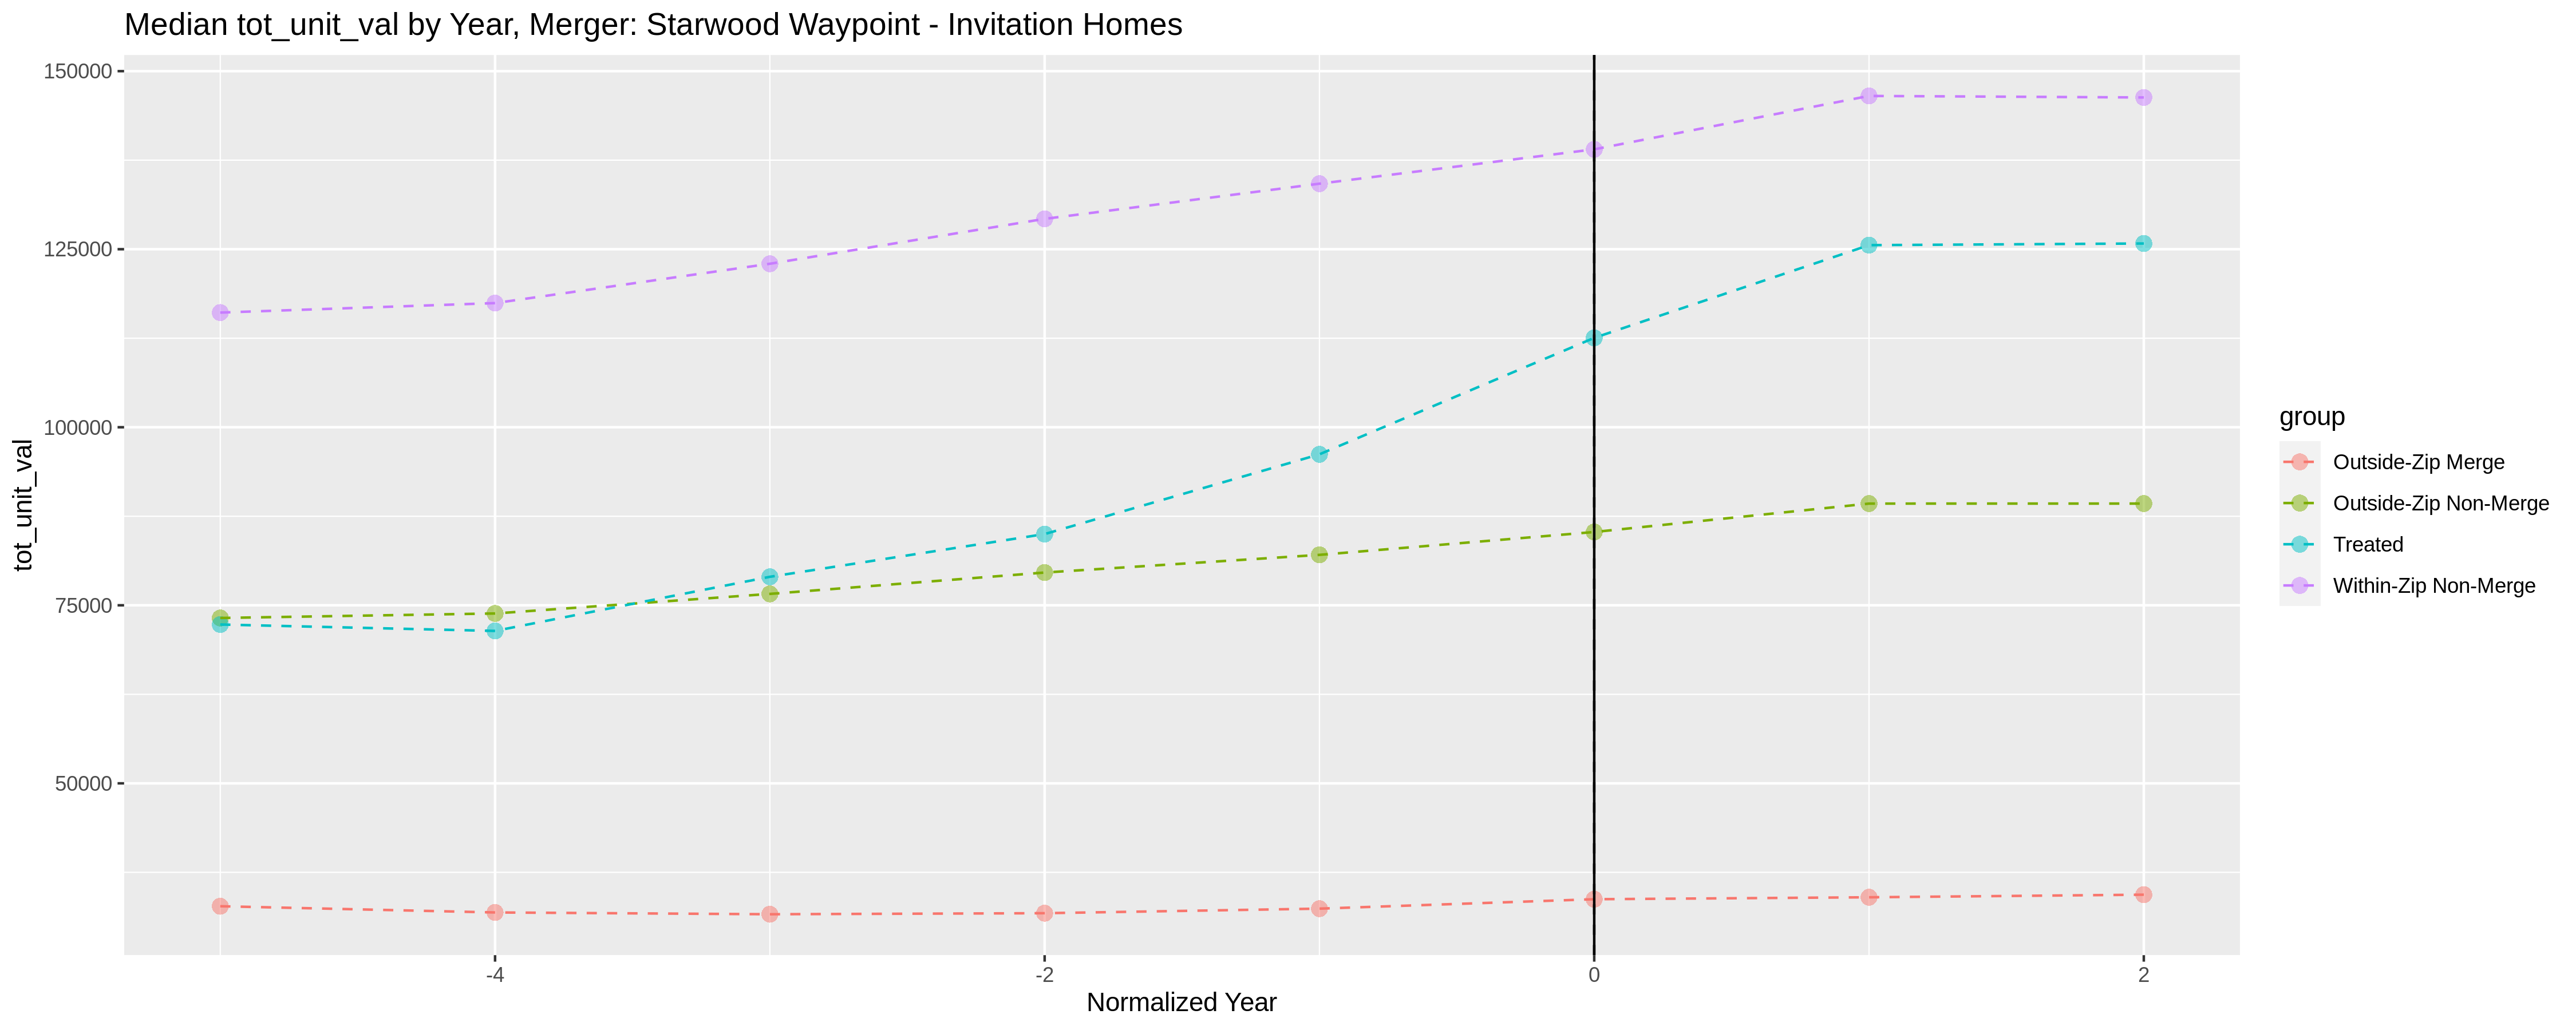 Median tot_unit_val by Year, Merger: Starwood Waypoint - Invitation Homes
150000
125000
100000
75000
50000
tot_unit_val
-4
-2
0
2
Normalized Year
group
Outside-Zip Merge
Outside-Zip Non-Merge
Treated
Within-Zip Non-Merge